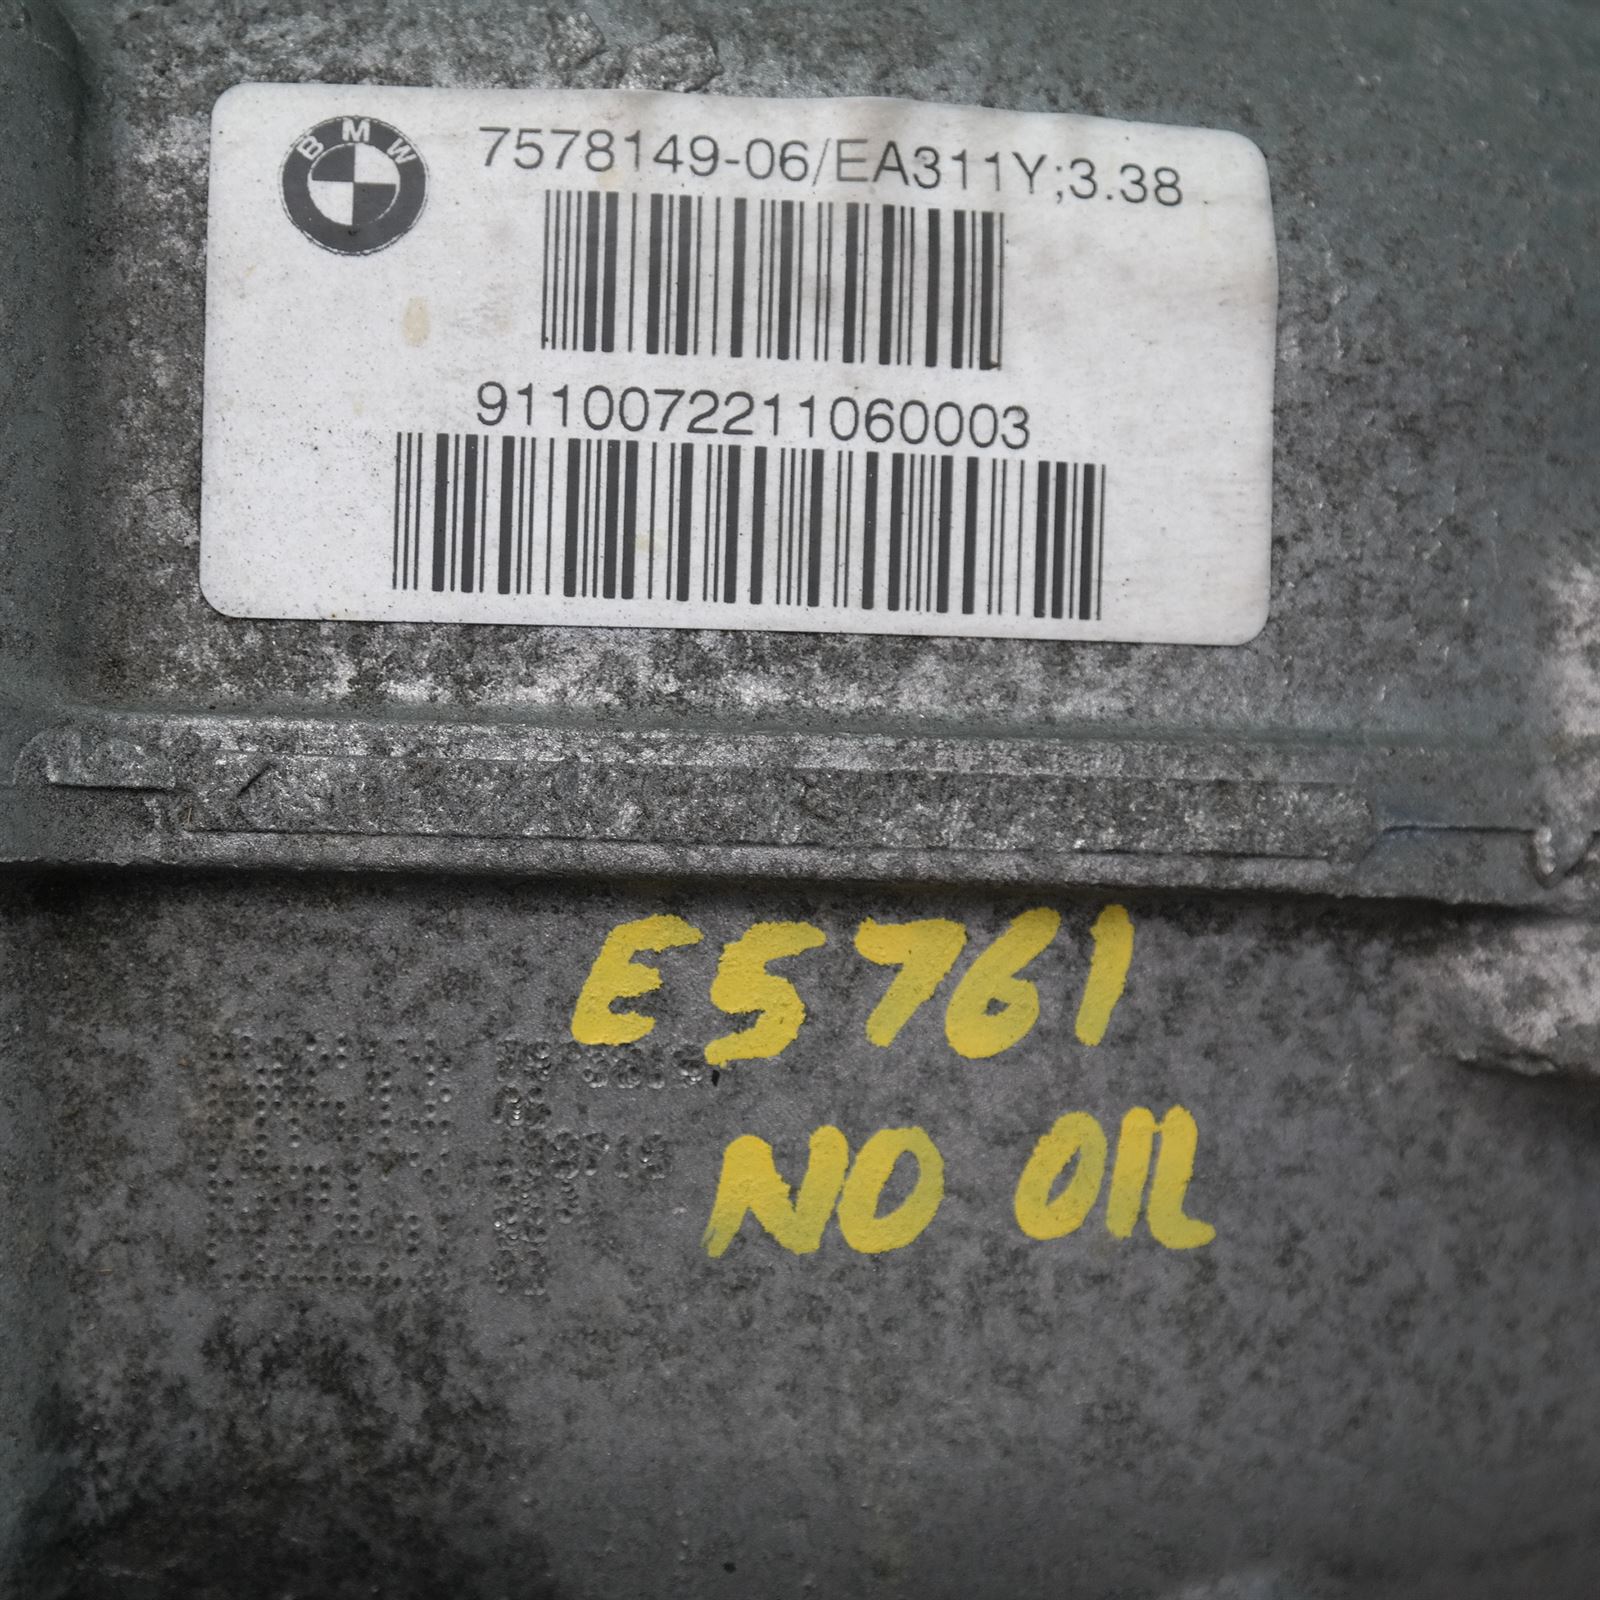 BMW
7578149-06/EA311Y;3.38
9110072211060003
E5761
NO OIL